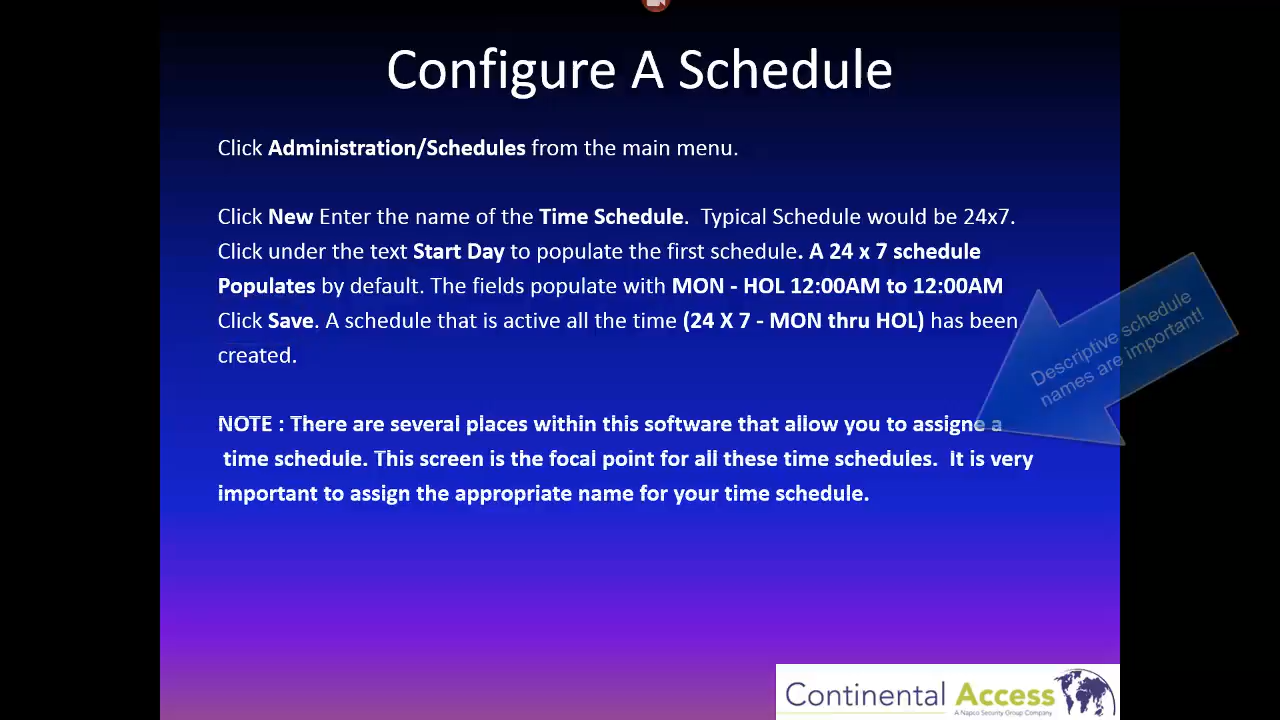 Configure A Schedule
Click Administration/Schedules from the main menu.
Click New Enter the name of the Time Schedule.  Typical Schedule would be 24x7.
Click under the text Start Day to populate the first schedule. A 24 x 7 schedule
Populates by default. The fields populate with MON - HOL 12:00AM to 12:00AM
Click Save. A schedule that is active all the time (24 X 7 - MON thru HOL) has been
created.
Descriptive schedule
names are important!
NOTE : There are several places within this software that allow you to assigne a
time schedule. This screen is the focal point for all these time schedules.  It is very
important to assign the appropriate name for your time schedule.
Continental Access
A Napco Security Group Company